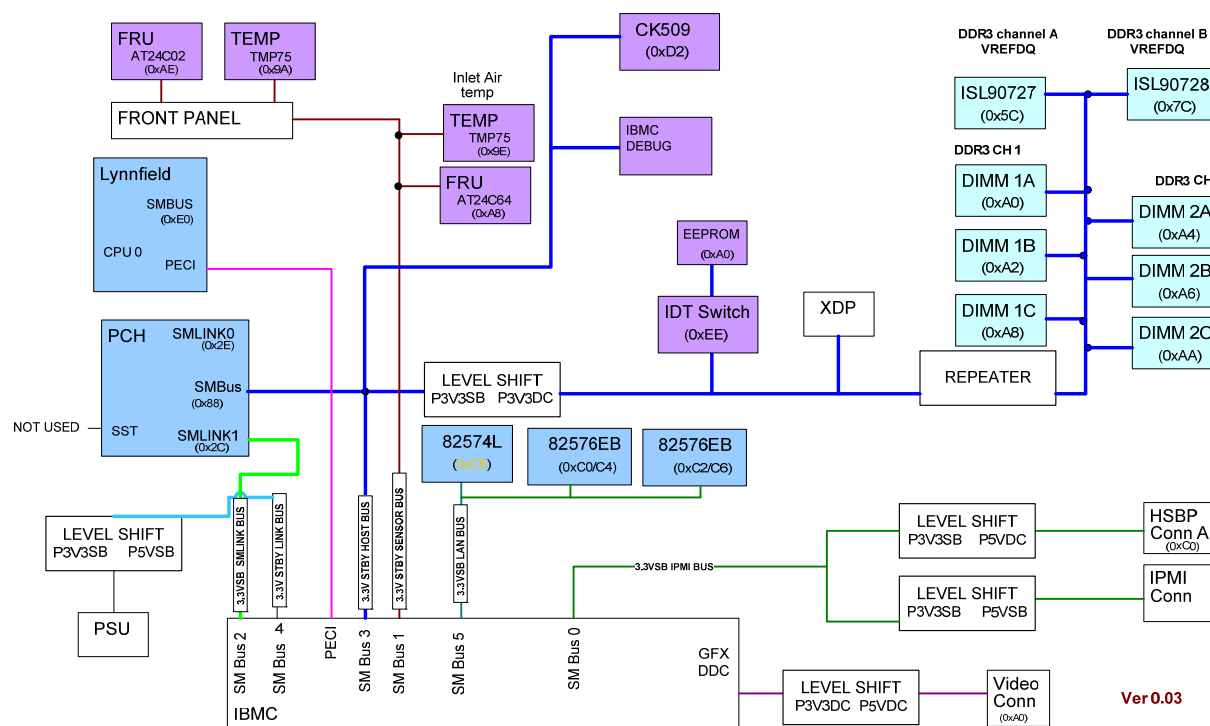 FRU
AT24C02
(0xAE)
TEMP
TMP75
(0x9A)
FRONT PANEL
Inlet Air
temp
TEMP
TMP75
(0x9E)
FRU
AT24C64
(0xA8)
CK509
(0xD2)
IBMC
DEBUG
DDR3 channel A
VREFDQ
DDR3 channel B
VREFDQ
ISL90727
(0x5C)
ISL90728
(0x7C)
DDR3 CH 1
DIMM 1A
(0xA0)
DIMM 1B
(0xA2)
DIMM 1C
(0xA8)
DDR3 CH
DIMM 2A
(0xA4)
DIMM 2B
(0xA6)
DIMM 2C
(0xAA)
Lynnfield
SMBUS
(0xE0)
CPU 0
PECI
EEPROM
(0xA0)
IDT Switch
(0xEE)
XDP
REPEATER
PCH
SMLINK0
(0x2E)
SMBus
(0x88)
SST
SMLINK1
(0x2C)
NOT USED
LEVEL SHIFT
P3V3SB P3V3DC
82574L
82576EB
(0xC0/C4)
82576EB
(0xC2/C6)
LEVEL SHIFT
P3V3SB P5VSB
PSU
3.3VSB SMLINK BUS
3.3V STBY LINK BUS
3.3V STBY HOST BUS
3.3V STBY SENSOR BUS
3.3VSB LAN BUS
3.3VSB IPMI BUS
LEVEL SHIFT
P3V3SB P5VDC
HSBP
Conn A
(0xC0)
LEVEL SHIFT
P3V3SB P5VSB
IPMI
Conn
SM Bus 2
SM Bus 4
PECI
SM Bus 3
SM Bus 1
SM Bus 5
SM Bus 0
GFX
DDC
IBMC
LEVEL SHIFT
P3V3DC P5VDC
Video
Conn
(0xA0)
Ver 0.03